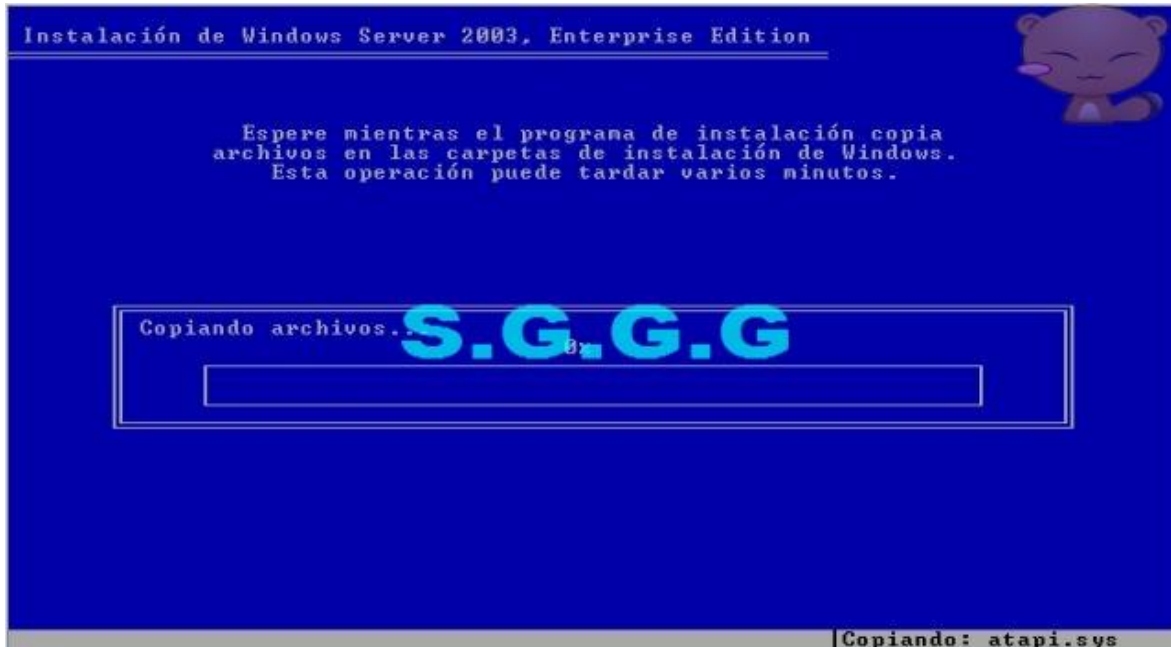 Instalación de Windows Server 2003, Enterprise Edition
Espere mientras el programa de instalación copia
archivos en las carpetas de instalación de Windows.
Esta operación puede tardar varios minutos.
Copiando archivos...
S.G.G.G
Copiando: atapi.sys